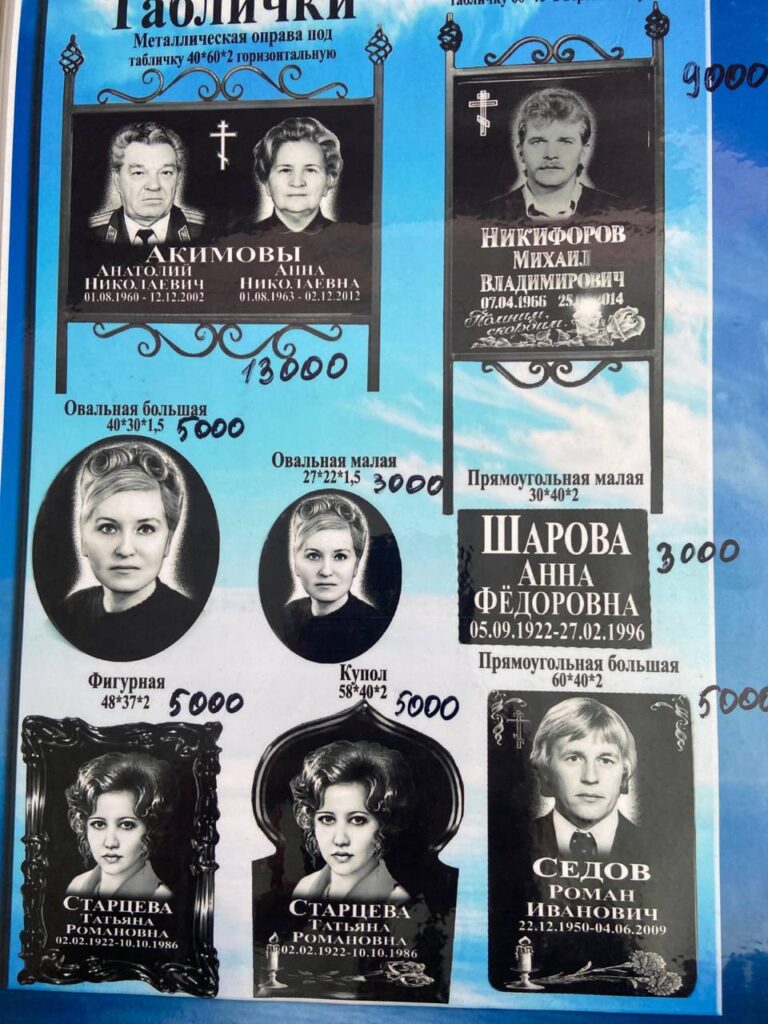 Таблички
Металлическая оправа под
табличку 40*60*2 горизонтальную
АКИМОВЫ
АНАТОЛИЙ
НИКОЛАЕВИЧ
01.08.1960 - 12.12.2002
АННА
НИКОЛАЕВНА
01.08.1963 - 02.12.2012
13000
табличку
9000
НИКИФОРОВ
МИХАИЛ
ВЛАДИМИРОВИЧ
07.04.1966 2014
Помним,
скорбим.
Овальная большая
40*30*1,5 5000
Овальная малая
27*22*1,5 3000
Прямоугольная малая
30*40*2
3000
ШАРОВА
АННА
ФЁДОРОВНА
05.09.1922-27.02.1996
Фигурная
48*37*2 5000
СТАРЦЕВА
ТАТЬЯНА
РОМАНОВНА
02.02.1922-10.10.1986
Купол
58*40*2 5000
СТАРЦЕВА
ТАТЬЯНА
РОМАНОВНА
02.02.1922-10.10.1986
Прямоугольная большая
60*40*2
5000
СЕДОВ
РОМАН
ИВАНОВИЧ
22.12.1950-04.06.2009